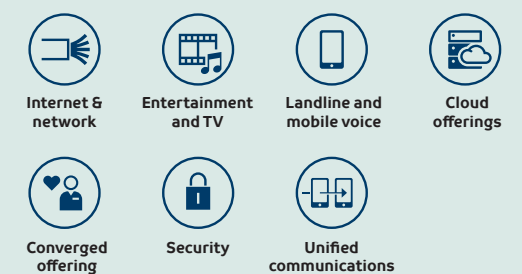 Internet &
network
Entertainment
and TV
Landline and
mobile voice
Cloud
offerings
Converged
offering
Security
Unified
communications